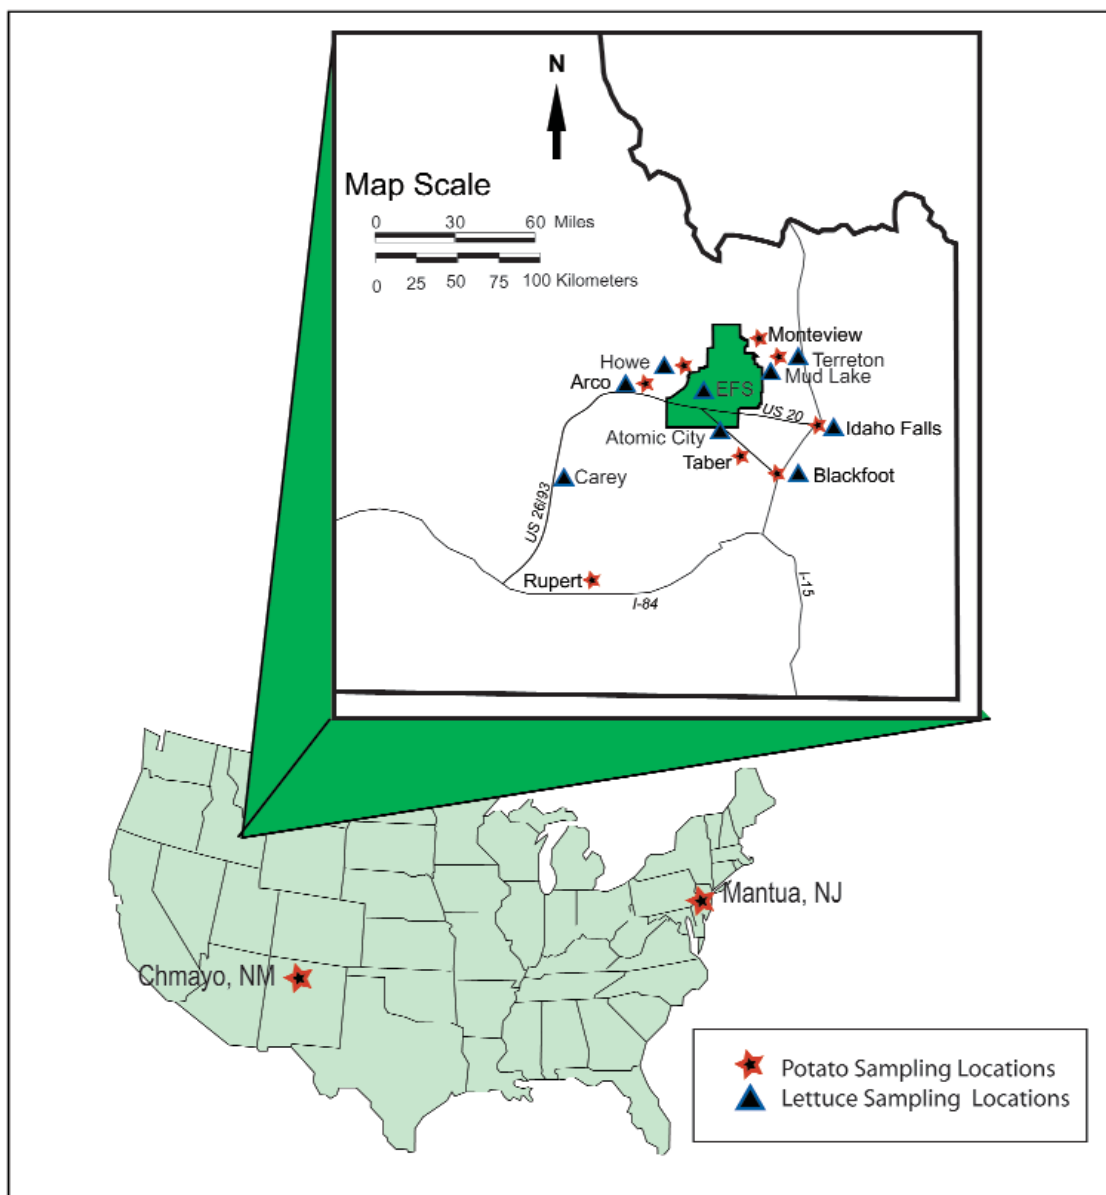 N
Map Scale
0 30 60 Miles
0 25 50 75 100 Kilometers
Monteview
Howe
Terreton
Arco
Mud Lake
EFS
US 20
Atomic City
Idaho Falls
Taber
Blackfoot
Carey
US 26/93
Rupert
I-84
I-15
Mantua, NJ
Chmayo, NM
Potato Sampling Locations
Lettuce Sampling Locations